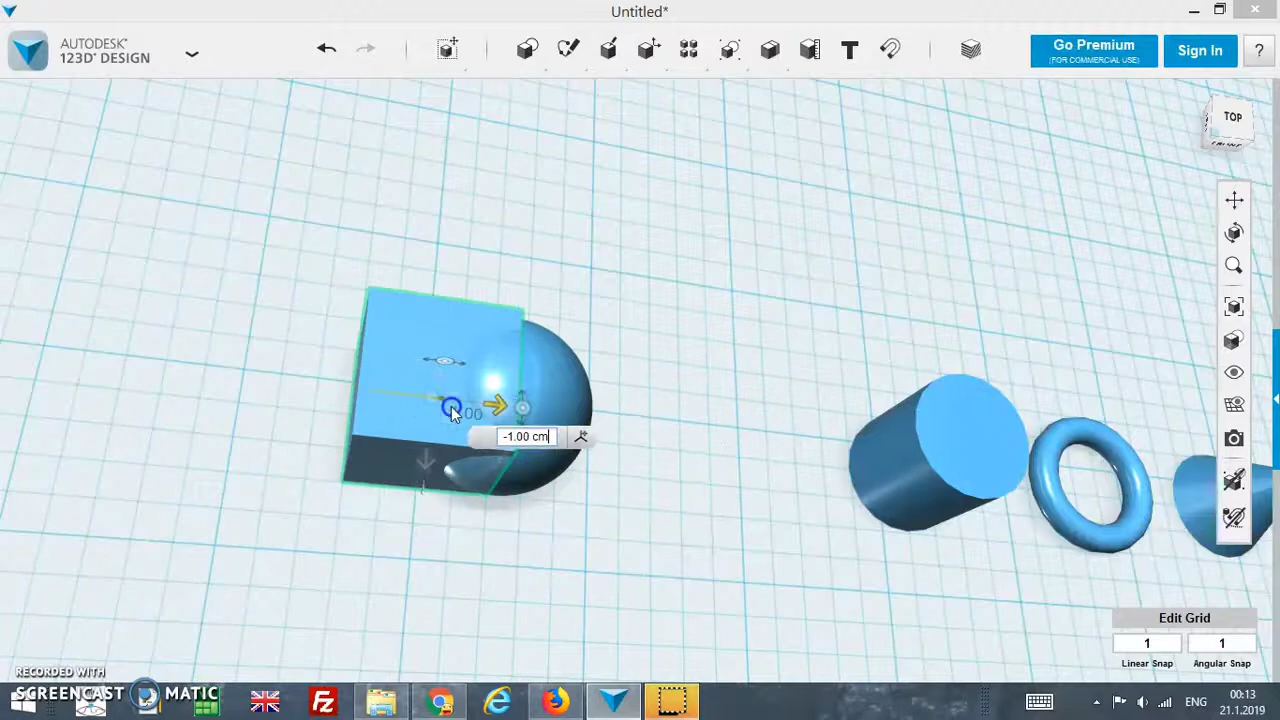 Untitled*
AUTODESK®
123D® DESIGN
T
Go Premium
(FOR COMMERCIAL USE)
Sign In
?
TOP
-1.00 cm
Edit Grid
1
1
Linear Snap
Angular Snap
RECORDED WITH
SCREENCAST MATIC
ENG
00:13
21.1.2019